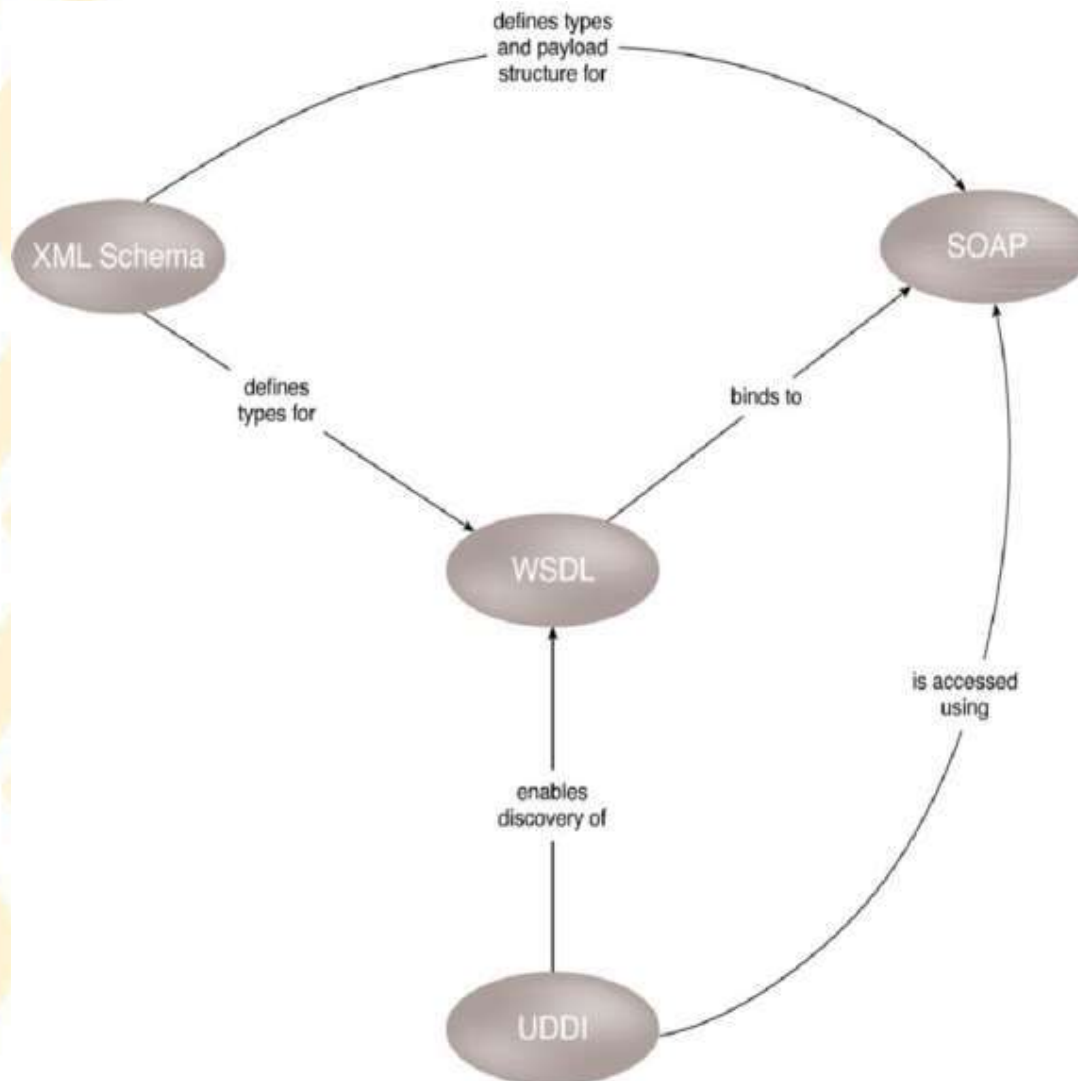 defines types
and payload
structure for
XML Schema
SOAP
defines
types for
binds to
WSDL
is accessed
using
enables
discovery of
UDDI